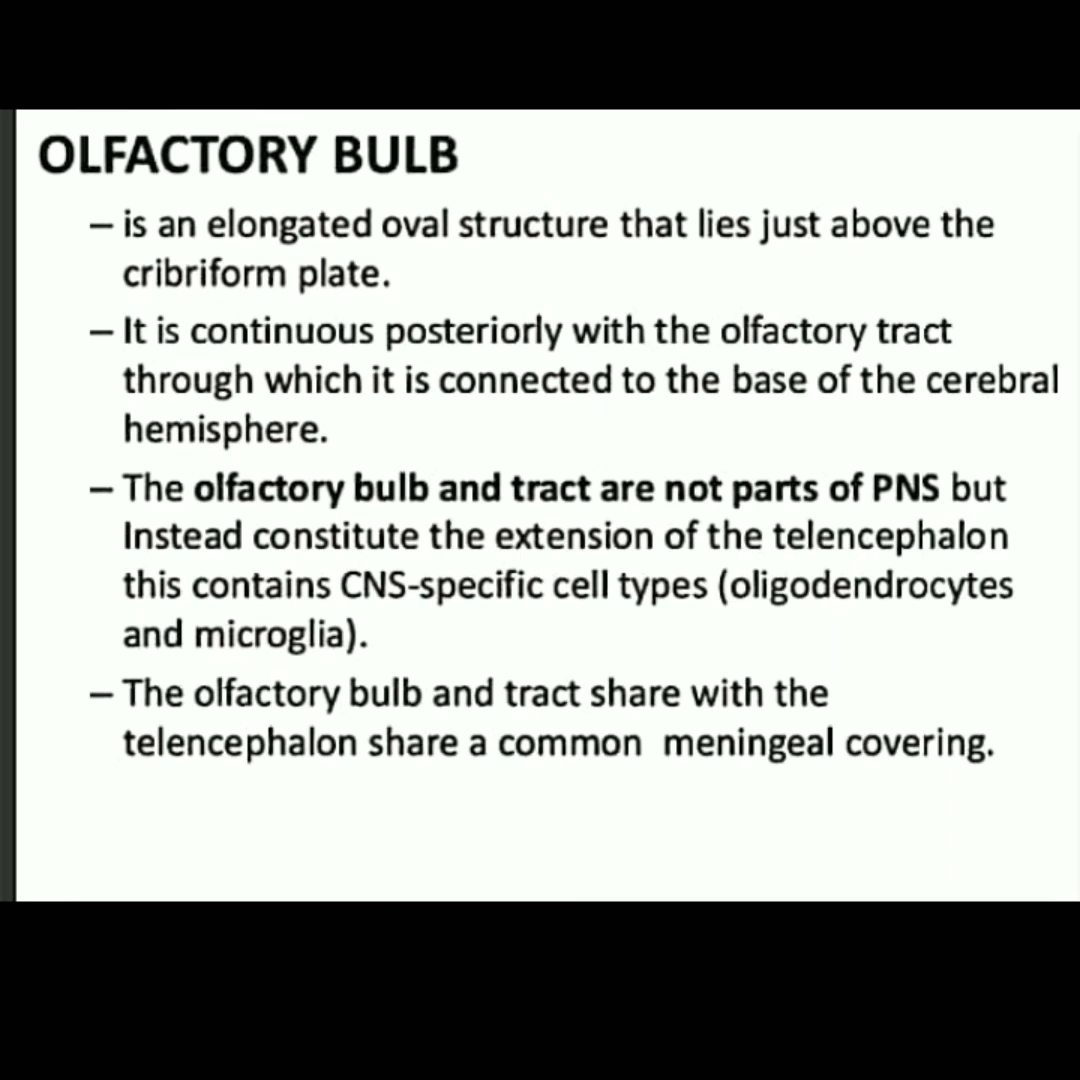 OLFACTORY BULB
– is an elongated oval structure that lies just above the
cribriform plate.
– It is continuous posteriorly with the olfactory tract
through which it is connected to the base of the cerebral
hemisphere.
– The olfactory bulb and tract are not parts of PNS but
Instead constitute the extension of the telencephalon
this contains CNS-specific cell types (oligodendrocytes
and microglia).
– The olfactory bulb and tract share with the
telencephalon share a common  meningeal covering.